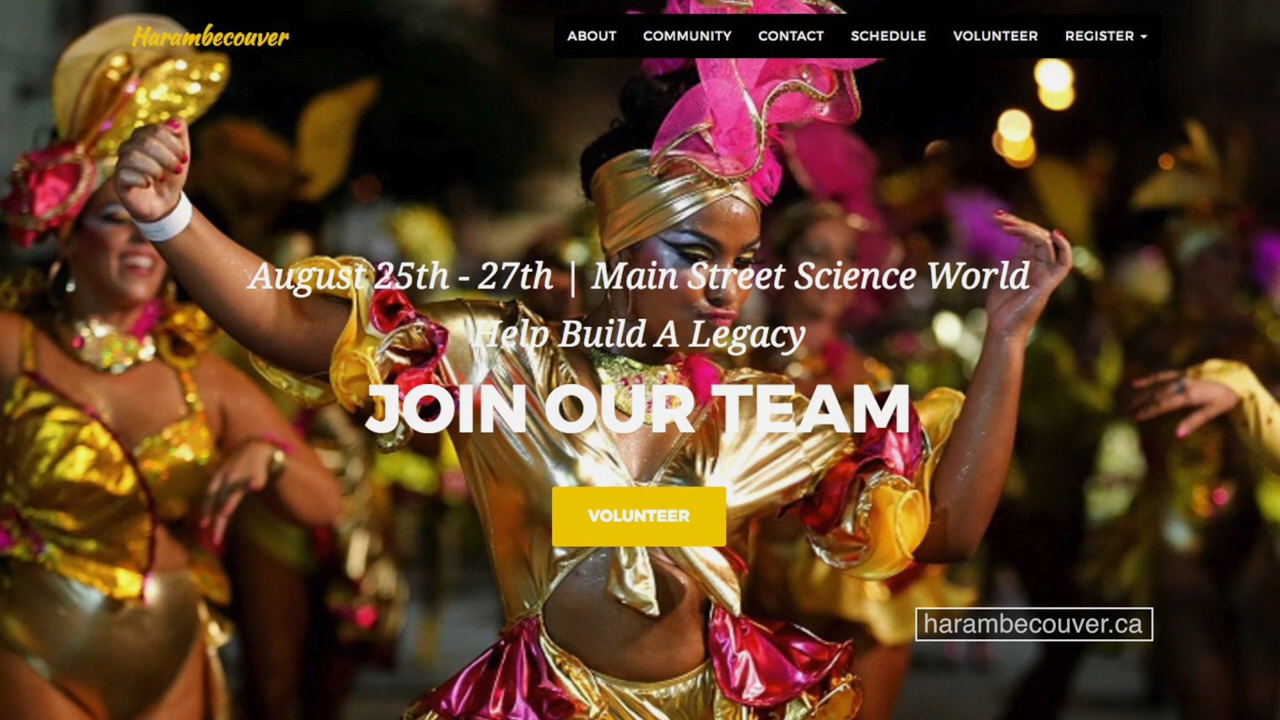 Harambecouver
ABOUT COMMUNITY CONTACT SCHEDULE VOLUNTEER REGISTER
August 25th - 27th | Main Street Science World
Help Build A Legacy
JOIN OUR TEAM
VOLUNTEER
harambecouver.ca